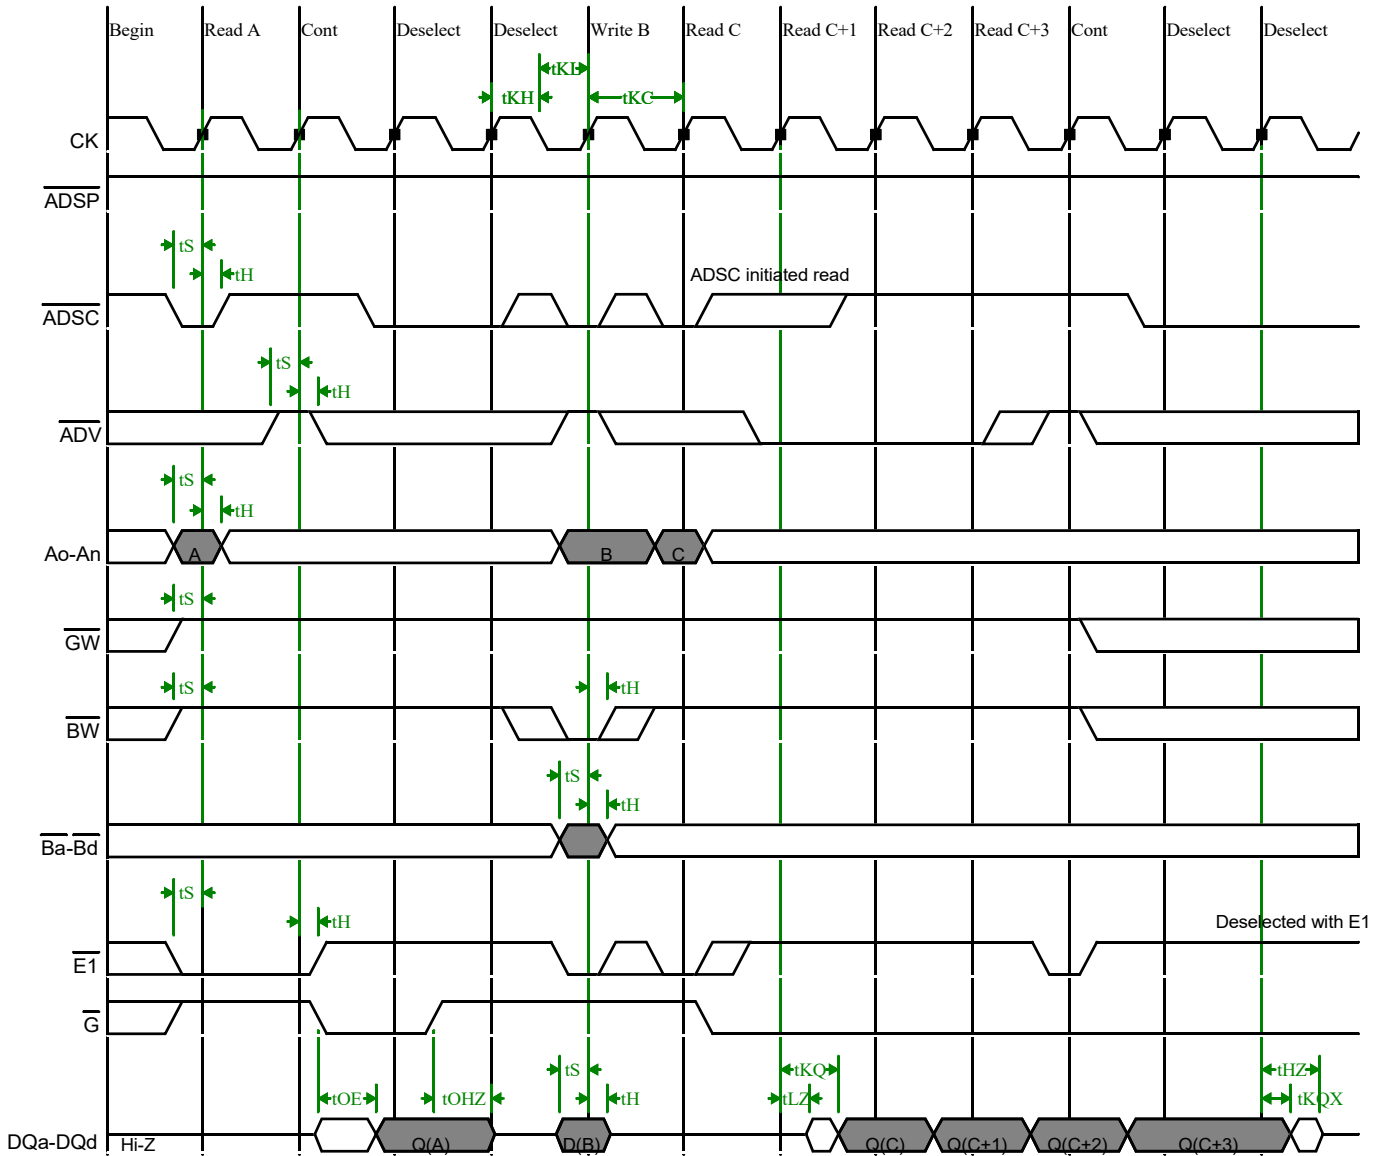 Begin Read A Cont Deselect Deselect Write B Read C Read C+1 Read C+2 Read C+3 Cont Deselect Deselect
tKL
tKH tKC
CK
ADSP
tS
tH
ADSC initiated read
ADSC
tS
tH
ADV
tS
tH
Ao-An A B C
tS
GW
tS tH
BW
tS
tH
Ba-Bd
tS
tH
Deselected with E1
E1
G
tS tKQ tHZ
tOE tOHZ tH tLZ tKQX
DQa-DQd Hi-Z Q(A) D(B) Q(C) Q(C+1) Q(C+2) Q(C+3)